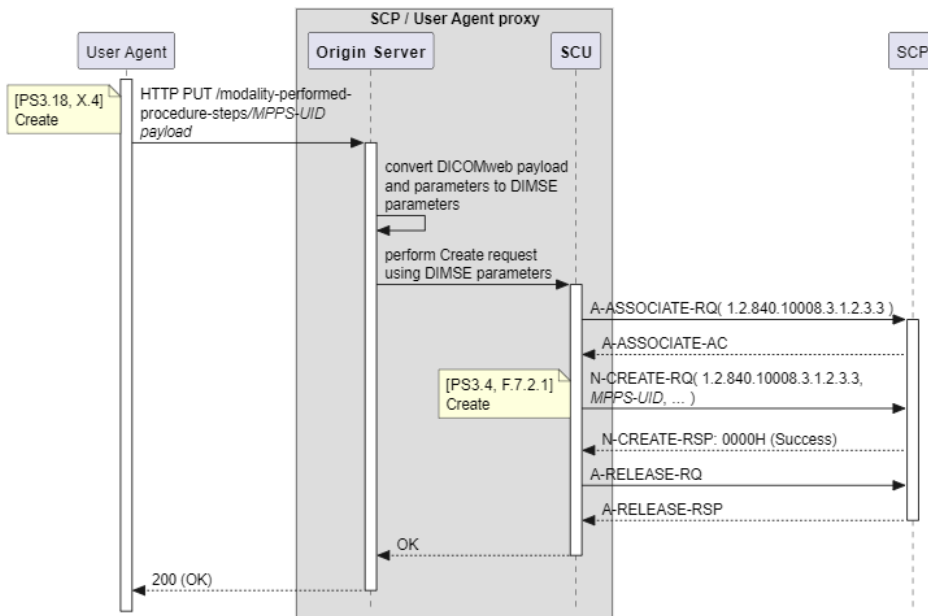 SCP / User Agent proxy
User Agent
Origin Server
SCU
SCP
[PS3.18, X.4]
Create
HTTP PUT /modality-performed-
procedure-steps/MPPS-UID
payload
convert DICOMweb payload
and parameters to DIMSE
parameters
perform Create request
using DIMSE parameters
A-ASSOCIATE-RQ( 1.2.840.10008.3.1.2.3.3 )
A-ASSOCIATE-AC
[PS3.4, F.7.2.1]
Create
N-CREATE-RQ( 1.2.840.10008.3.1.2.3.3,
MPPS-UID, ... )
N-CREATE-RSP: 0000H (Success)
A-RELEASE-RQ
A-RELEASE-RSP
OK
200 (OK)